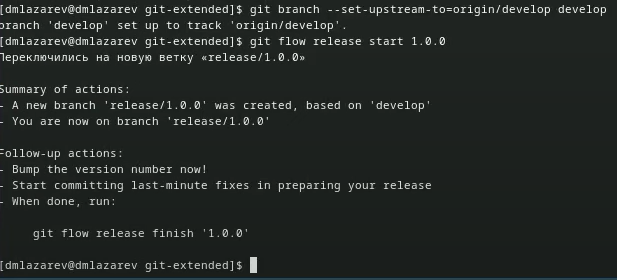 [dmlazarev@dmlazarev git-extended]$ git branch --set-upstream-to=origin/develop develop
branch 'develop' set up to track 'origin/develop'.
[dmlazarev@dmlazarev git-extended]$ git flow release start 1.0.0
Переключились на новую ветку «release/1.0.0»
Summary of actions:
- A new branch 'release/1.0.0' was created, based on 'develop'
- You are now on branch 'release/1.0.0'
Follow-up actions:
- Bump the version number now!
- Start committing last-minute fixes in preparing your release
- When done, run:
git flow release finish '1.0.0'
[dmlazarev@dmlazarev git-extended]$